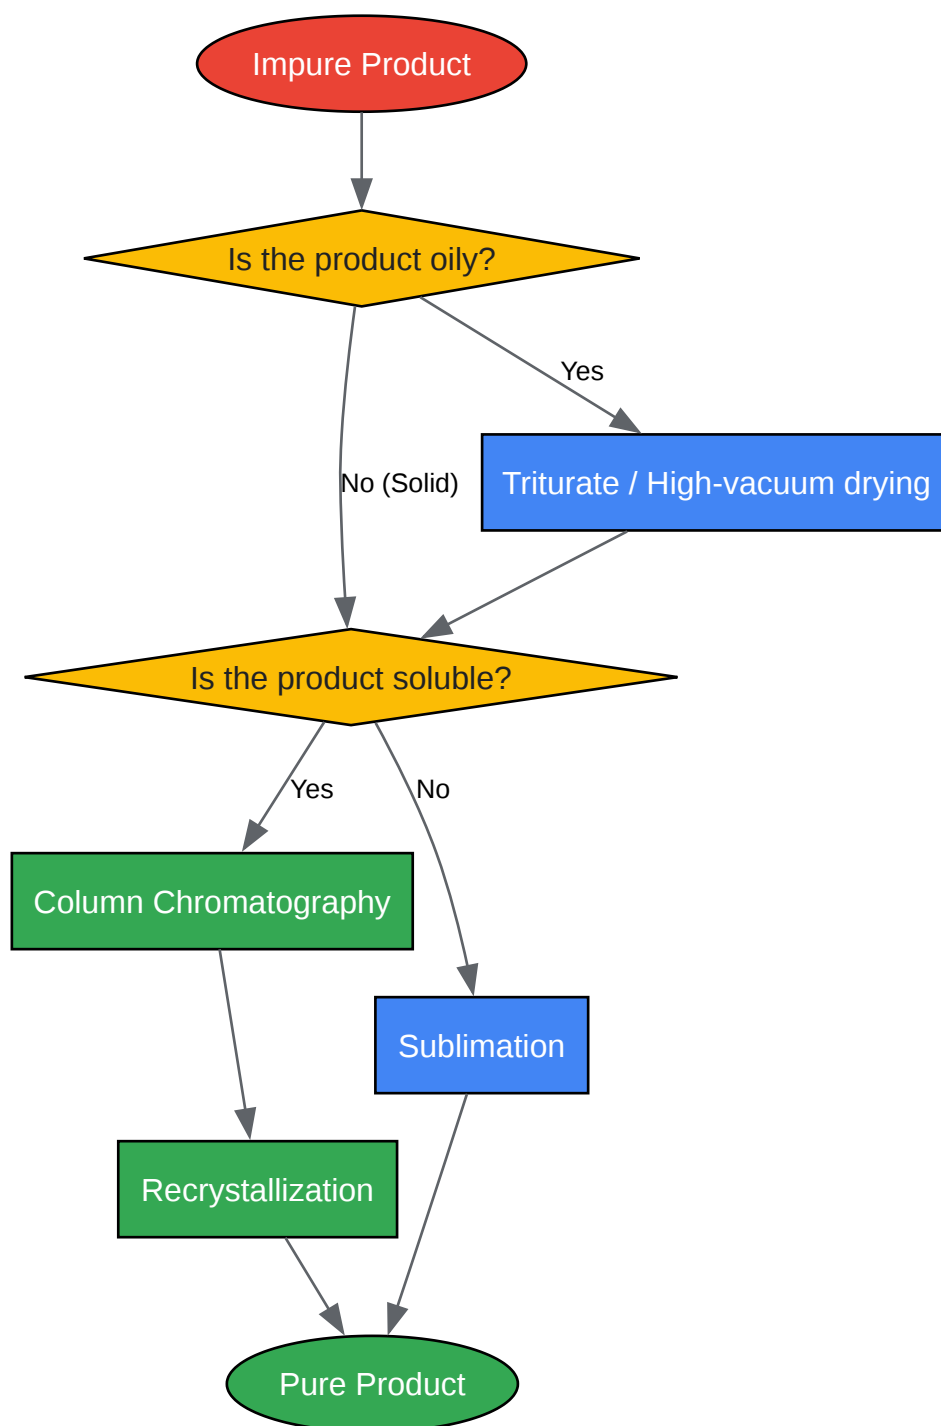 Impure Product
Is the product oily?
Yes
No (Solid)
Triturate / High-vacuum drying
Is the product soluble?
Yes
No
Column Chromatography
Sublimation
Recrystallization
Pure Product